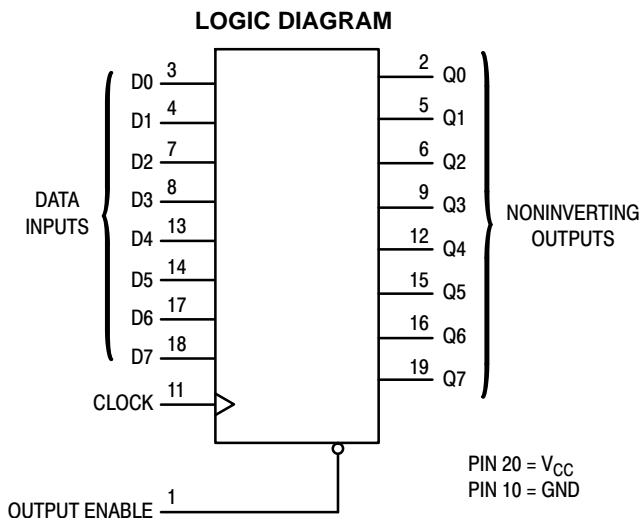 LOGIC DIAGRAM
D0 3
D1 4
D2 7
D3 8
D4 13
D5 14
D6 17
D7 18
DATA
INPUTS
CLOCK 11
OUTPUT ENABLE 1
2 Q0
5 Q1
6 Q2
9 Q3
12 Q4
15 Q5
16 Q6
19 Q7
NONINVERTING
OUTPUTS
PIN 20 = VCC
PIN 10 = GND